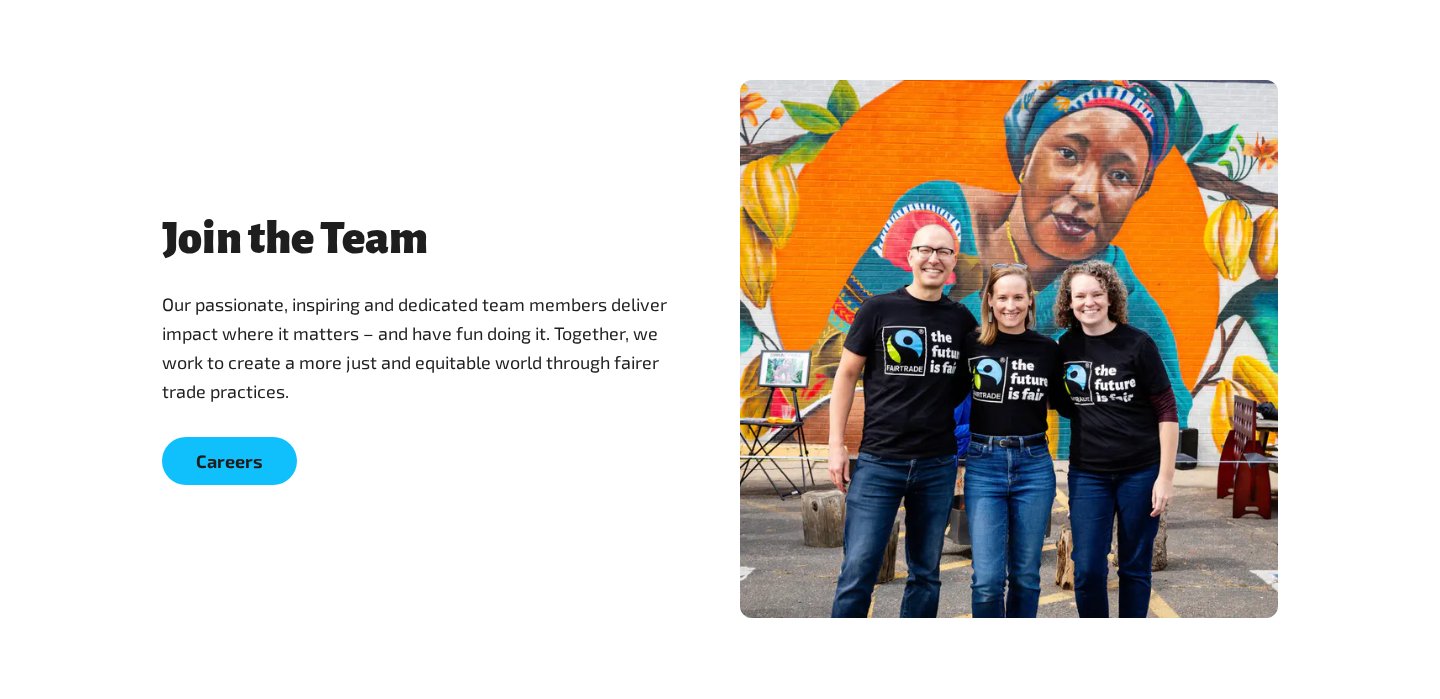 Join the Team
Our passionate, inspiring and dedicated team members deliver
impact where it matters – and have fun doing it. Together, we
work to create a more just and equitable world through fairer
trade practices.
Careers
the
future
is fair
FAIRTRADE
the
future
is fair
FAIRTRADE
the
future
is fair